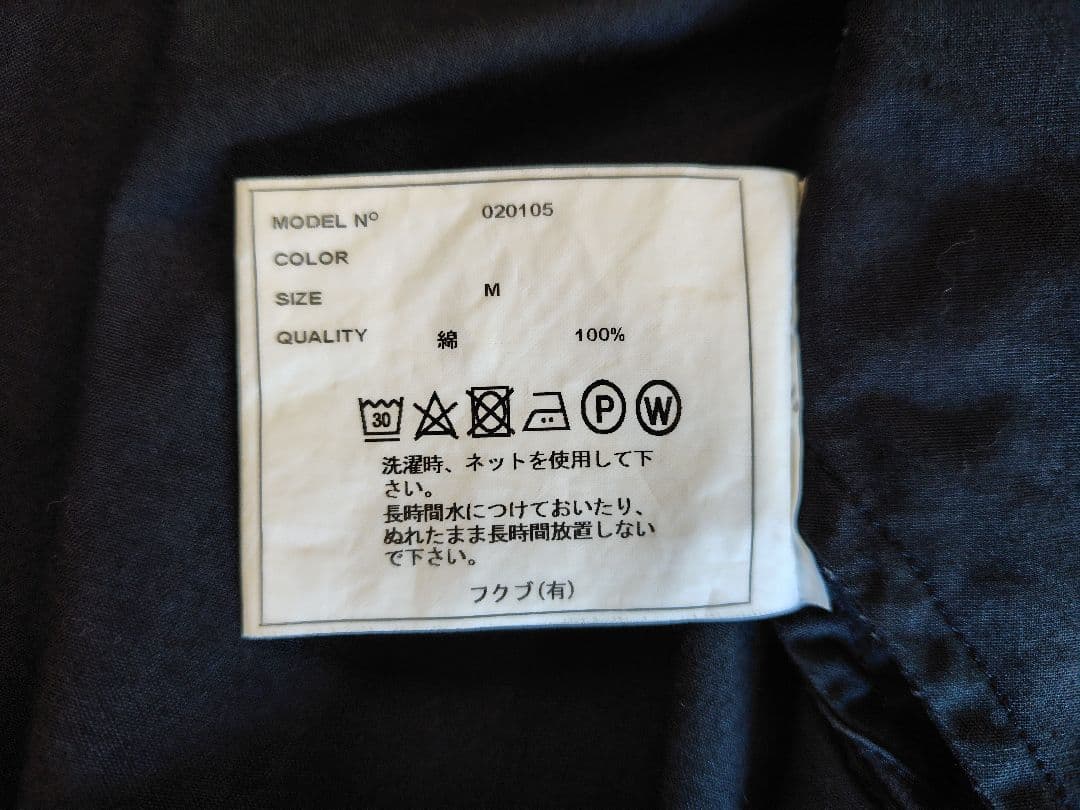 MODEL Nº 020105
COLOR
SIZE M
QUALITY 綿 100%
30 P W
洗濯時、ネットを使用して下
さい。
長時間水につけておいたり、
ぬれたまま長時間放置しない
で下さい。
フクブ(有)